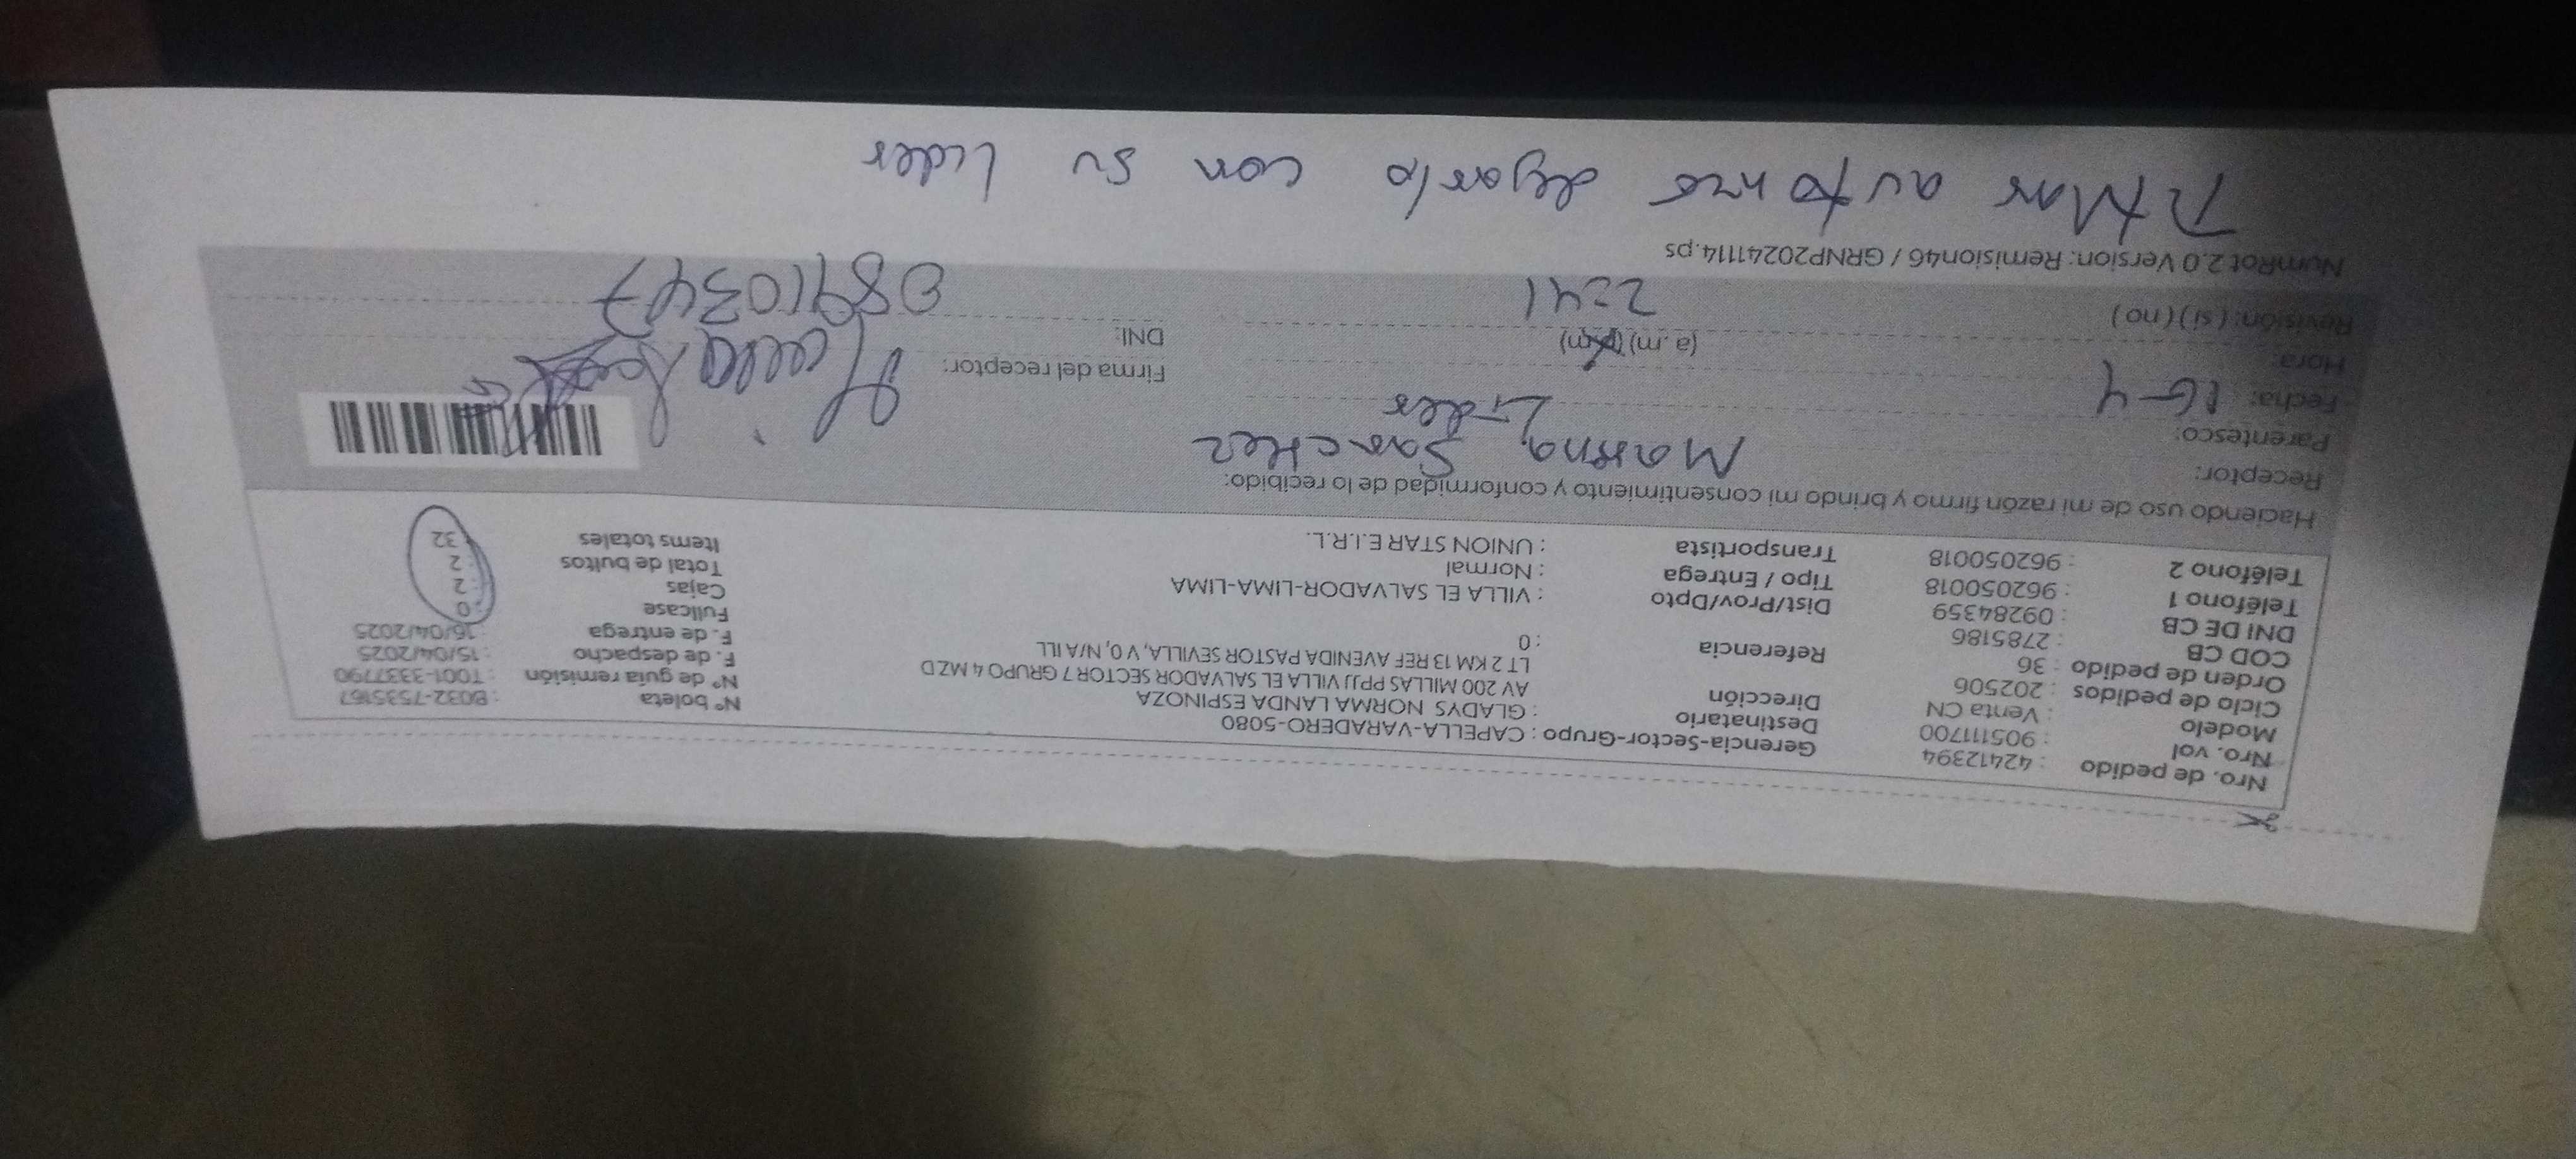 Nro. de pedido : 42412394
Nro. vol : 905111700
Modelo : Venta CN
Ciclo de pedidos : 202506
Orden de pedido : 36
COD CB : 2785186
DNI DE CB : 09284359
Teléfono 1 : 962050018
Teléfono 2 : 962050018
Gerencia-Sector-Grupo : CAPELLA-VARADERO-5080
Destinatario : GLADYS NORMA LANDA ESPINOZA
Dirección AV 200 MILLAS PPJJ VILLA EL SALVADOR SECTOR 7 GRUPO 4 MZ D
LT 2 KM 13 REF AVENIDA PASTOR SEVILLA, V 0, N/A ILL
Referencia : 0
Dist/Prov/Dpto : VILLA EL SALVADOR-LIMA-LIMA
Tipo / Entrega : Normal
Transportista : UNION STAR E.I.R.L.
N° boleta : B032-7535167
N° de guía remisión : T001-3337790
F. de despacho : 15/04/2025
F. de entrega : 16/04/2025
Fullcase : 0
Cajas : 2
Total de bultos : 2
Items totales : 32
Haciendo uso de mi razón firmo y brindo mi consentimiento y conformidad de lo recibido:
Receptor: Marina Sanchez
Parentesco: Lider
Fecha: 16-4
Hora: (a.m) (p.m)
2:41
Revisión: ( si ) ( no )
Firma del receptor:
DNI: 08910347
NumRot 2.0 Version: Remision46 / GRNP20241114.ps
autorizo dejarlo con su Lider